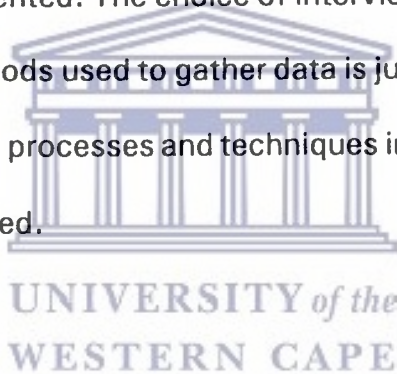 ented. The choice of intervie
ods used to gather data is ju
processes and techniques i
ed.
UNIVERSITY of the
WESTERN CAPE